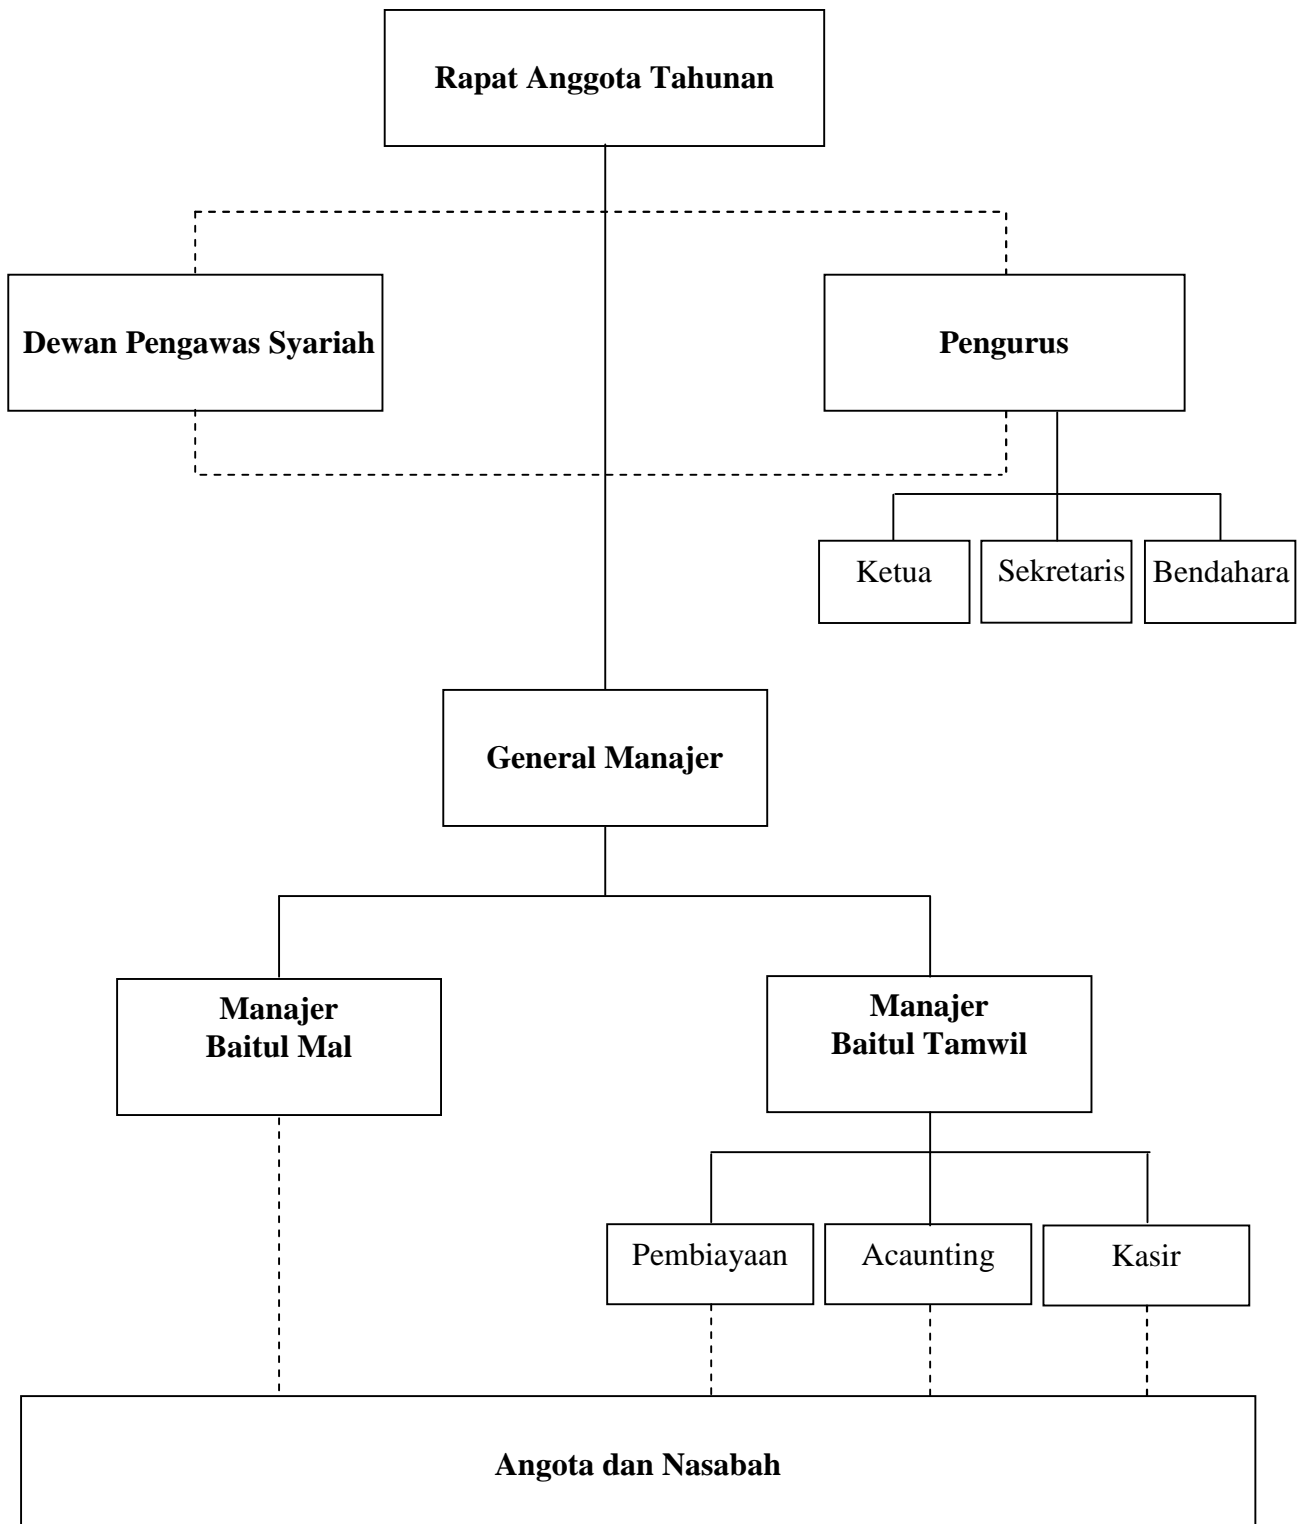 Rapat Anggota Tahunan
Dewan Pengawas Syariah
Pengurus
Ketua
Sekretaris
Bendahara
General Manajer
Manajer
Baitul Mal
Manajer
Baitul Tamwil
Pembiayaan
Acaunting
Kasir
Angota dan Nasabah